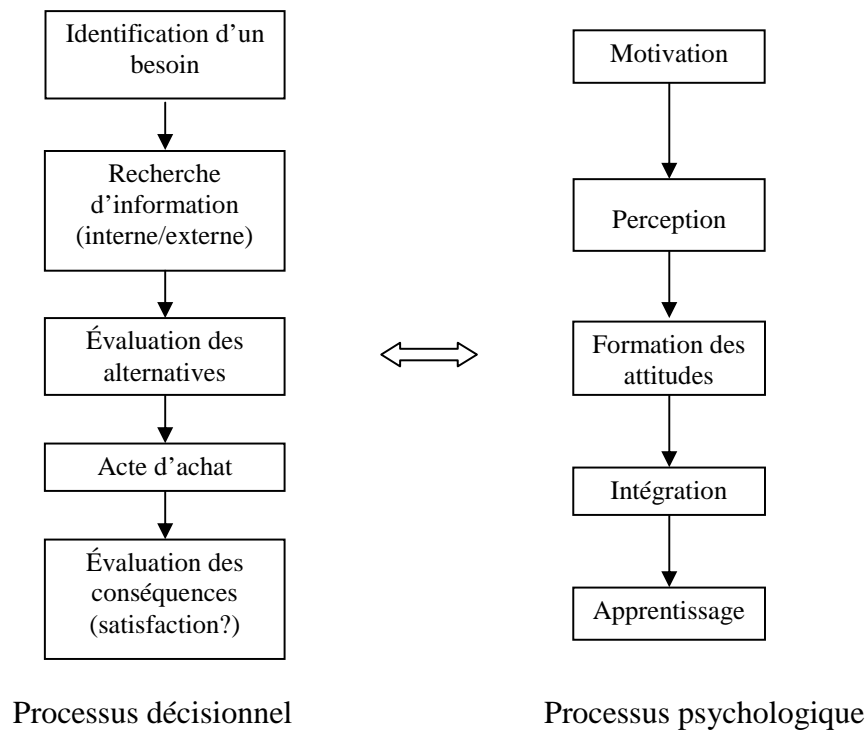 Identification d’un
besoin
Recherche
d’information
(interne/externe)
Évaluation des
alternatives
Acte d’achat
Évaluation des
conséquences
(satisfaction?)
Processus décisionnel
Motivation
Perception
Formation des
attitudes
Intégration
Apprentissage
Processus psychologique